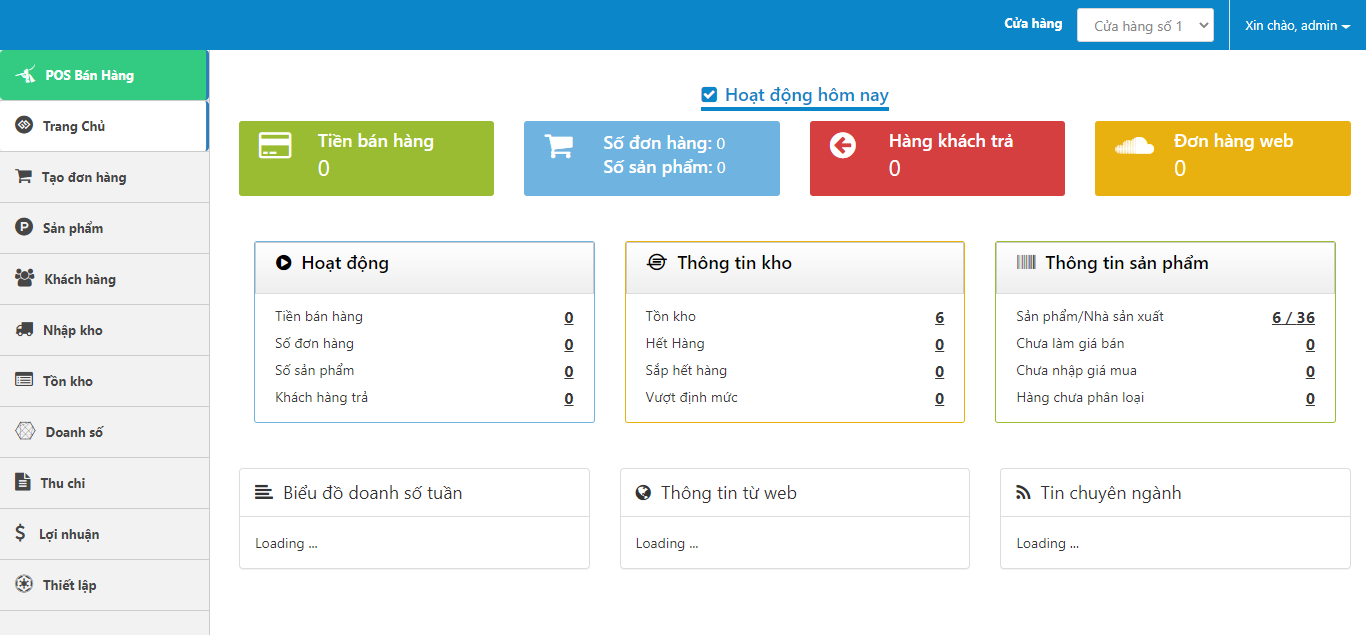 Cửa hàng
Cửa hàng số 1
Xin chào, admin
POS Bán Hàng
Trang Chủ
Tạo đơn hàng
Sản phẩm
Khách hàng
Nhập kho
Tồn kho
Doanh số
Thu chi
Lợi nhuận
Thiết lập
Hoạt động hôm nay
Tiền bán hàng
0
Số đơn hàng: 0
Số sản phẩm: 0
Hàng khách trả
0
Đơn hàng web
0
Hoạt động
Tiền bán hàng 0
Số đơn hàng 0
Số sản phẩm 0
Khách hàng trả 0
Thông tin kho
Tồn kho 6
Hết Hàng 0
Sắp hết hàng 0
Vượt định mức 0
Thông tin sản phẩm
Sản phẩm/Nhà sản xuất 6 / 36
Chưa làm giá bán 0
Chưa nhập giá mua 0
Hàng chưa phân loại 0
Biểu đồ doanh số tuần
Loading ...
Thông tin từ web
Loading ...
Tin chuyên ngành
Loading ...